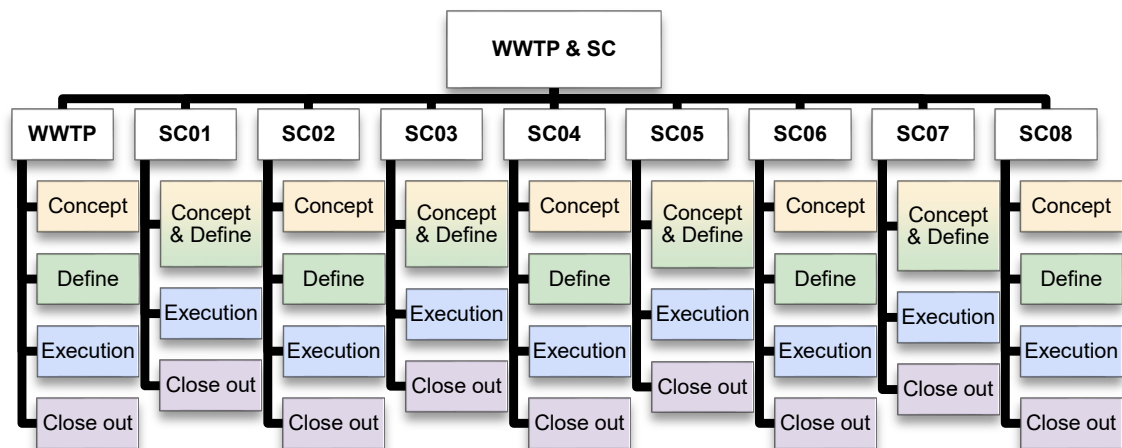 WWTP & SC
WWTP
SC01
SC02
SC03
SC04
SC05
SC06
SC07
SC08
Concept
Define
Execution
Close out
Concept
& Define
Execution
Close out
Concept
Define
Execution
Close out
Concept
& Define
Execution
Close out
Concept
Define
Execution
Close out
Concept
& Define
Execution
Close out
Concept
Define
Execution
Close out
Concept
& Define
Execution
Close out
Concept
Define
Execution
Close out